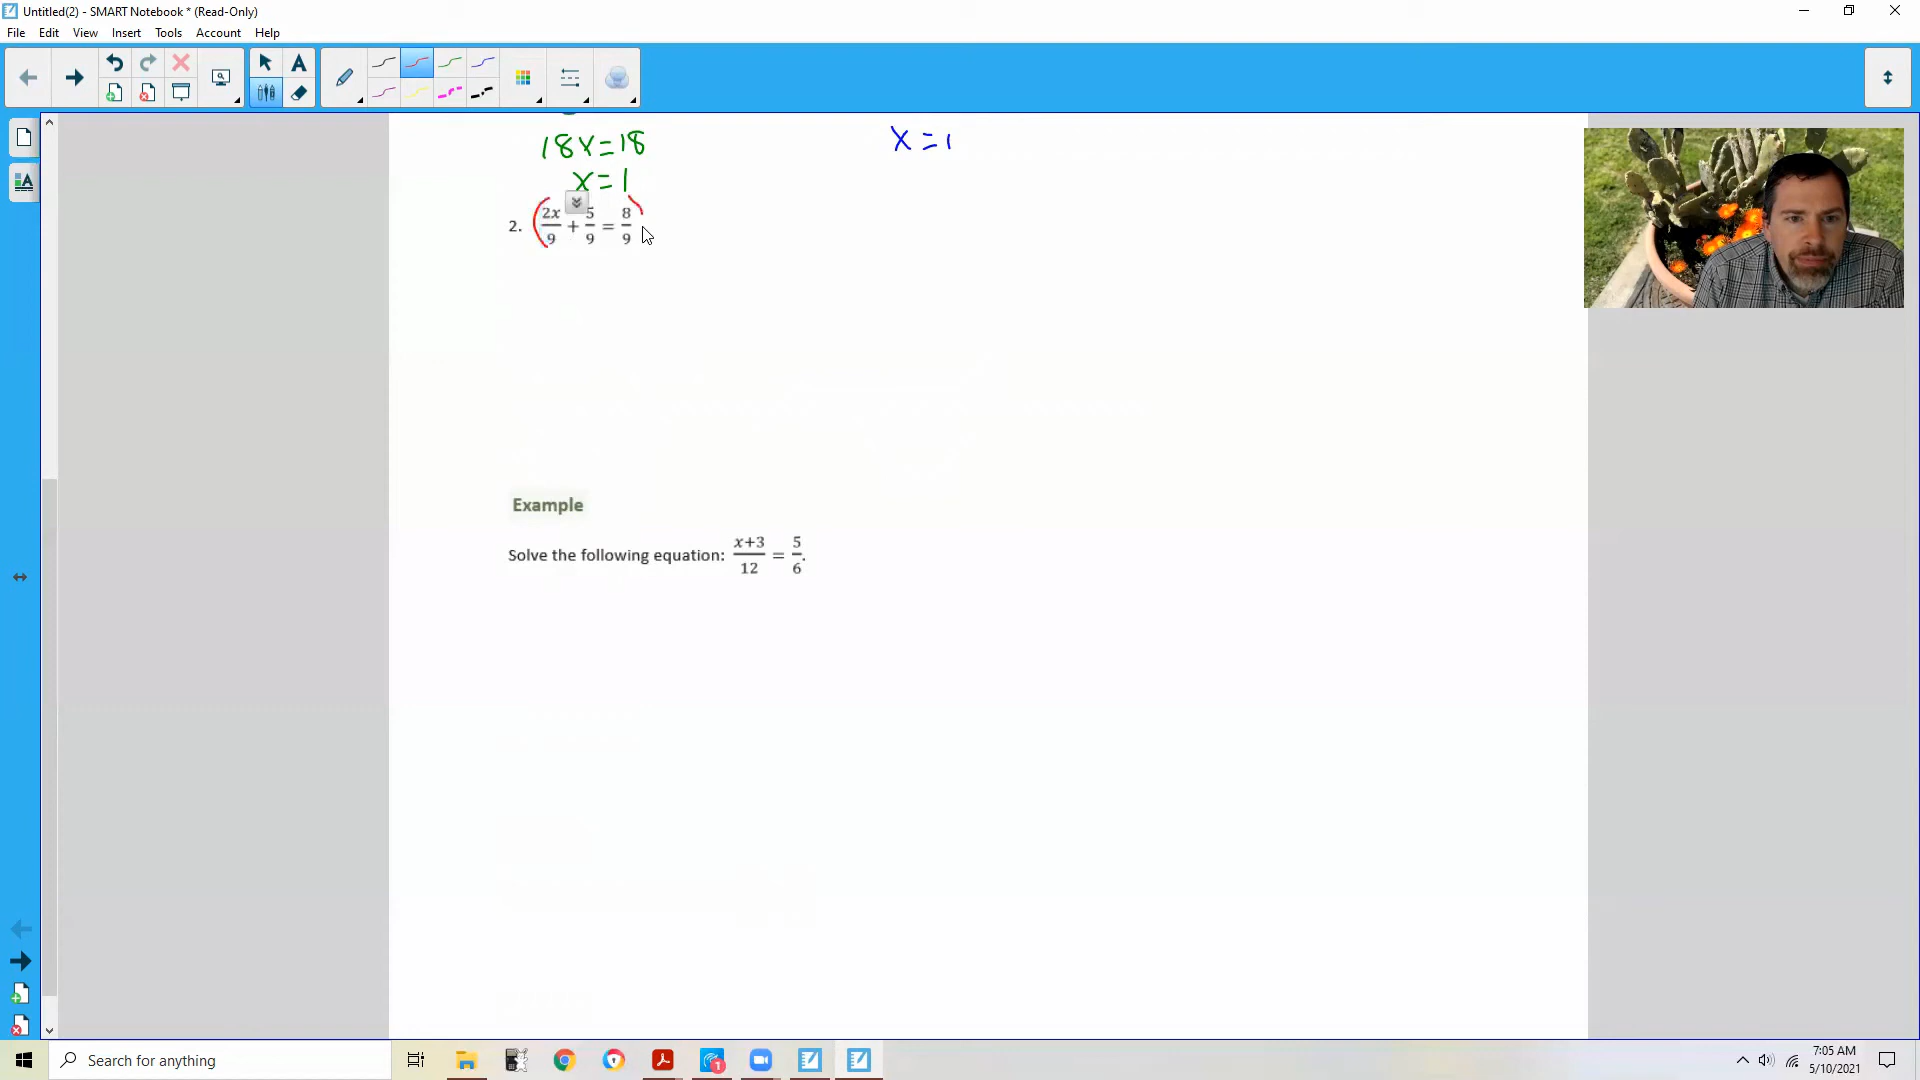 Untitled(2) - SMART Notebook * (Read-Only)
File Edit View Insert Tools Account Help
18x=18
x=1
x=1
2. (2x/9 + 5/9 = 8/9)
Example
Solve the following equation: x+3/12 = 5/6.
Search for anything
1
7:05 AM
5/10/2021